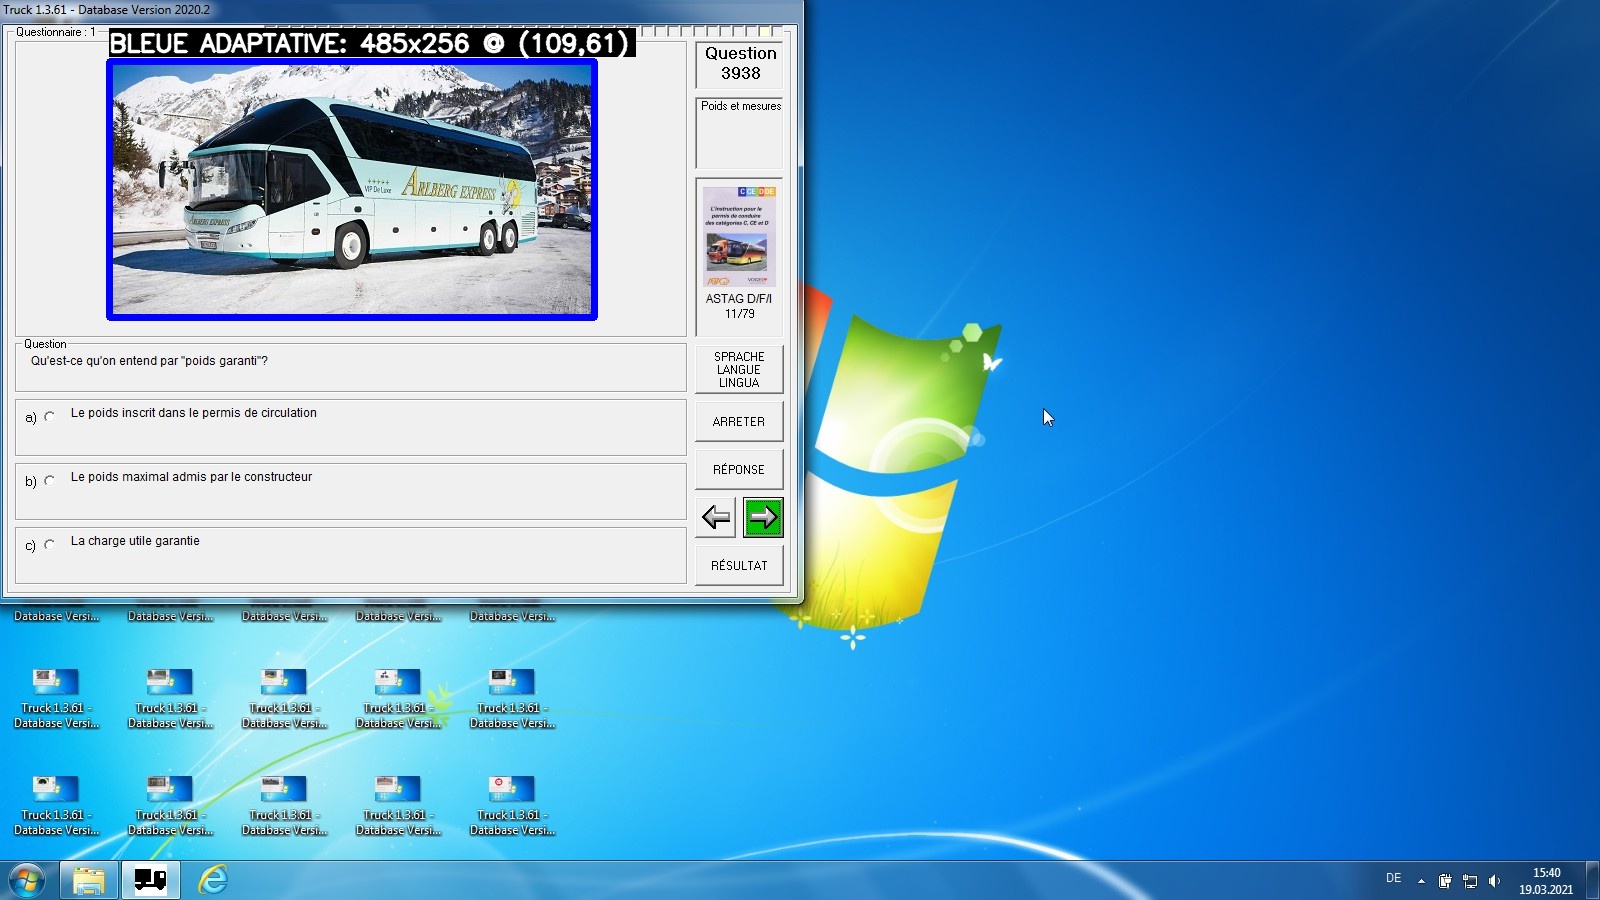 Truck 1.3.61 - Database Version 2020.2
Questionnaire : 1
BLEUE ADAPTATIVE: 485x256 @ (109,61)
VIP De Luxe
ARLBERG EXPRESS
ARLBERG EXPRESS
Question
3938
Poids et mesures
C CE D DE
L'instruction pour le
permis de conduire
des catégories C, CE et D
ASTAG D/F/I
11/79
Question
Qu'est-ce qu'on entend par "poids garanti"?
a) Le poids inscrit dans le permis de circulation
b) Le poids maximal admis par le constructeur
c) La charge utile garantie
SPRACHE
LANGUE
LINGUA
ARRETER
RÉPONSE
RÉSULTAT
Database Versi... Database Versi... Database Versi... Database Versi... Database Versi...
Truck 1.3.61 - Truck 1.3.61 - Truck 1.3.61 - Truck 1.3.61 - Truck 1.3.61 -
Database Versi... Database Versi... Database Versi... Database Versi... Database Versi...
Truck 1.3.61 - Truck 1.3.61 - Truck 1.3.61 - Truck 1.3.61 - Truck 1.3.61 -
Database Versi... Database Versi... Database Versi... Database Versi... Database Versi...
DE
15:40
19.03.2021